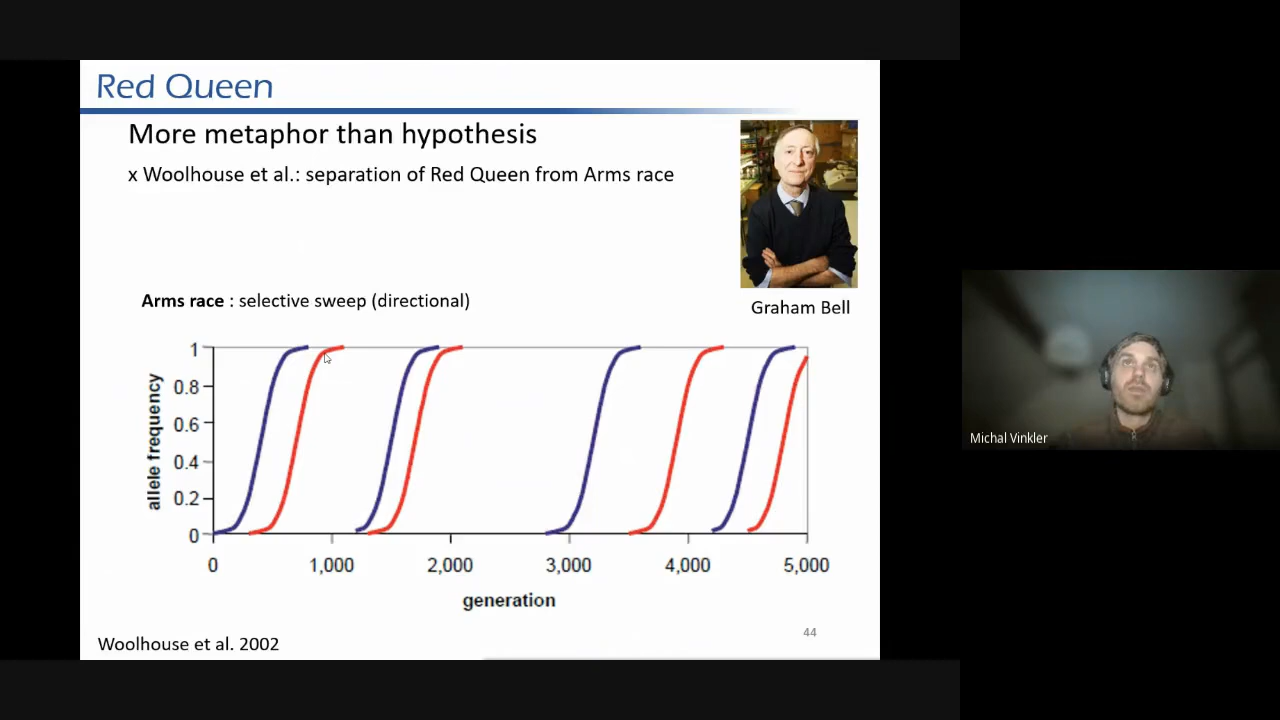 Red Queen
More metaphor than hypothesis
x Woolhouse et al.: separation of Red Queen from Arms race
Graham Bell
Arms race : selective sweep (directional)
allele frequency
1
0.8
0.6
0.4
0.2
0
0 1,000 2,000 3,000 4,000 5,000
generation
44
Woolhouse et al. 2002
Michal Vinkler